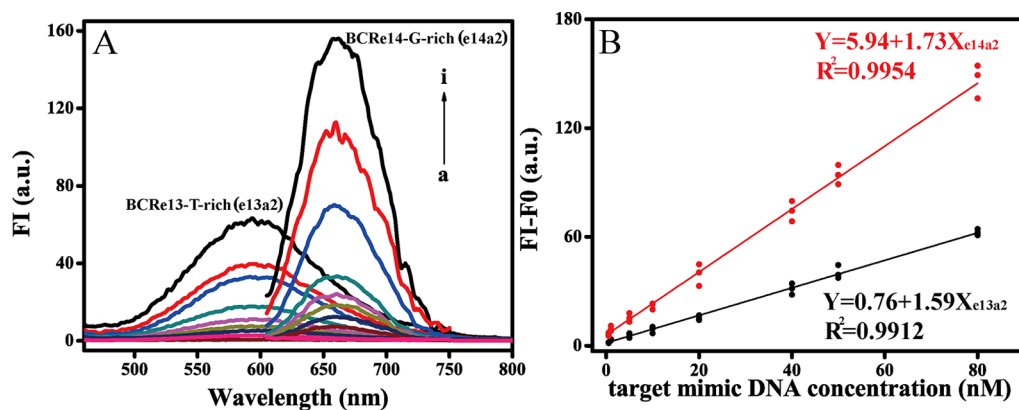 A
BCRe14-G-rich (e14a2)
i
a
BCRe13-T-rich (e13a2)
FI (a.u.)
160
120
80
40
0
500 550 600 650 700 750 800
Wavelength (nm)
B
Y=5.94+1.73Xe14a2
R2=0.9954
Y=0.76+1.59Xe13a2
R2=0.9912
FI-F0 (a.u.)
180
120
60
0
0 20 40 60 80
target mimic DNA concentration (nM)